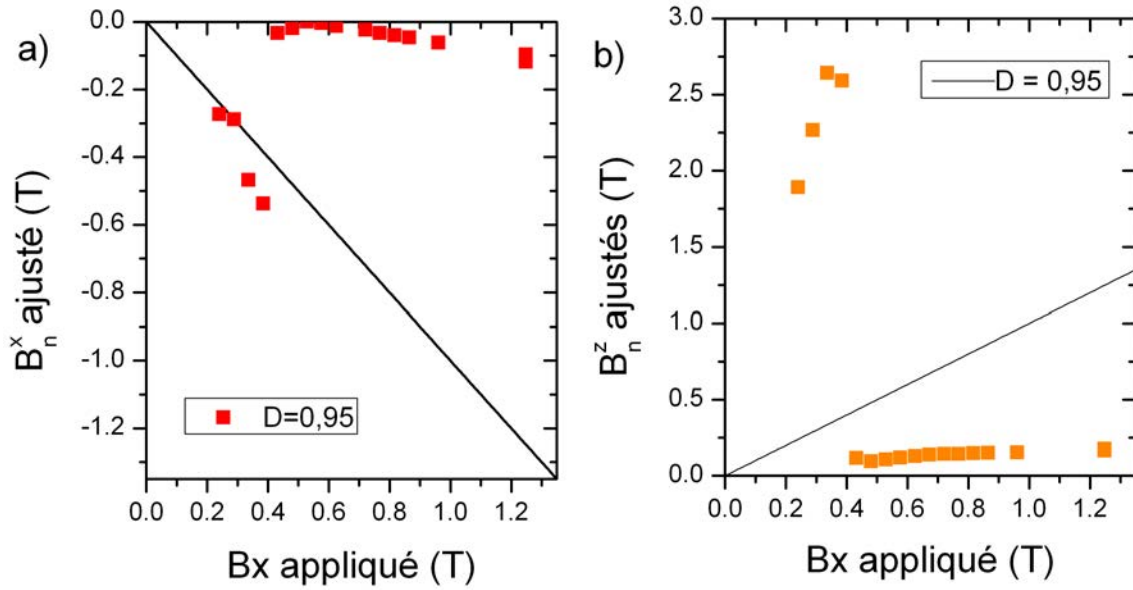 a)
0.0
-0.2
-0.4
-0.6
-0.8
-1.0
-1.2
B_n^x ajusté (T)
D=0,95
0.0 0.2 0.4 0.6 0.8 1.0 1.2
Bx appliqué (T)
b)
3.0
2.5
2.0
1.5
1.0
0.5
0.0
B_n^z ajustés (T)
D = 0,95
0.0 0.2 0.4 0.6 0.8 1.0 1.2
Bx appliqué (T)